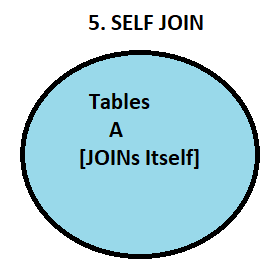 5. SELF JOIN
Tables
A
[JOINs Itself]